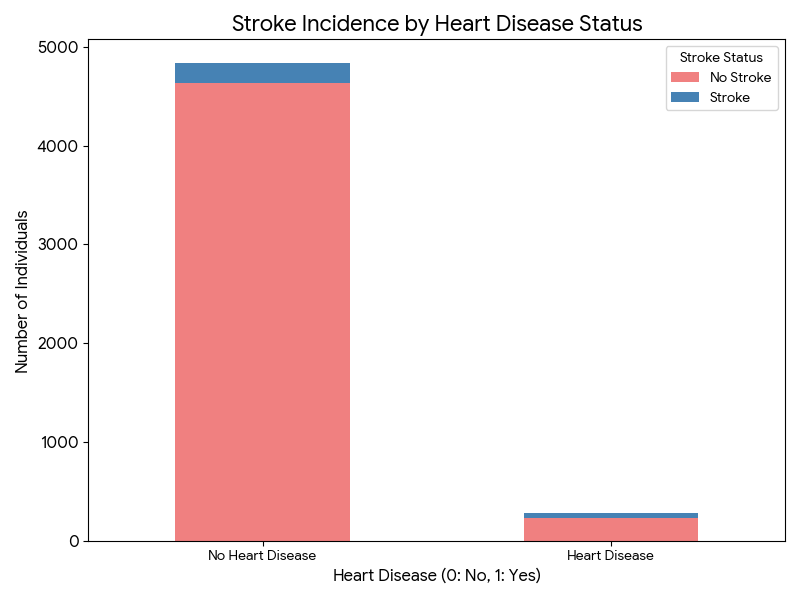 Stroke Incidence by Heart Disease Status
Stroke Status
No Stroke
Stroke
Number of Individuals
5000
4000
3000
2000
1000
0
No Heart Disease
Heart Disease
Heart Disease (0: No, 1: Yes)